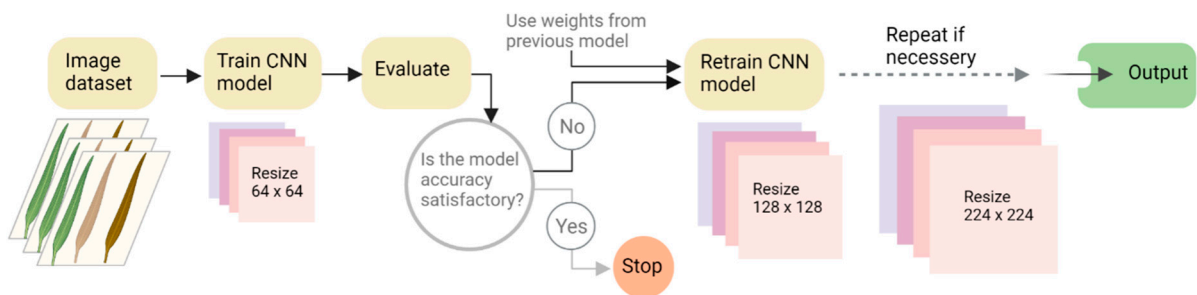 Image
dataset
Train CNN
model
Resize
64 x 64
Evaluate
Is the model
accuracy
satisfactory?
No
Yes
Stop
Use weights from
previous model
Retrain CNN
model
Resize
128 x 128
Repeat if
necessary
Resize
224 x 224
Output